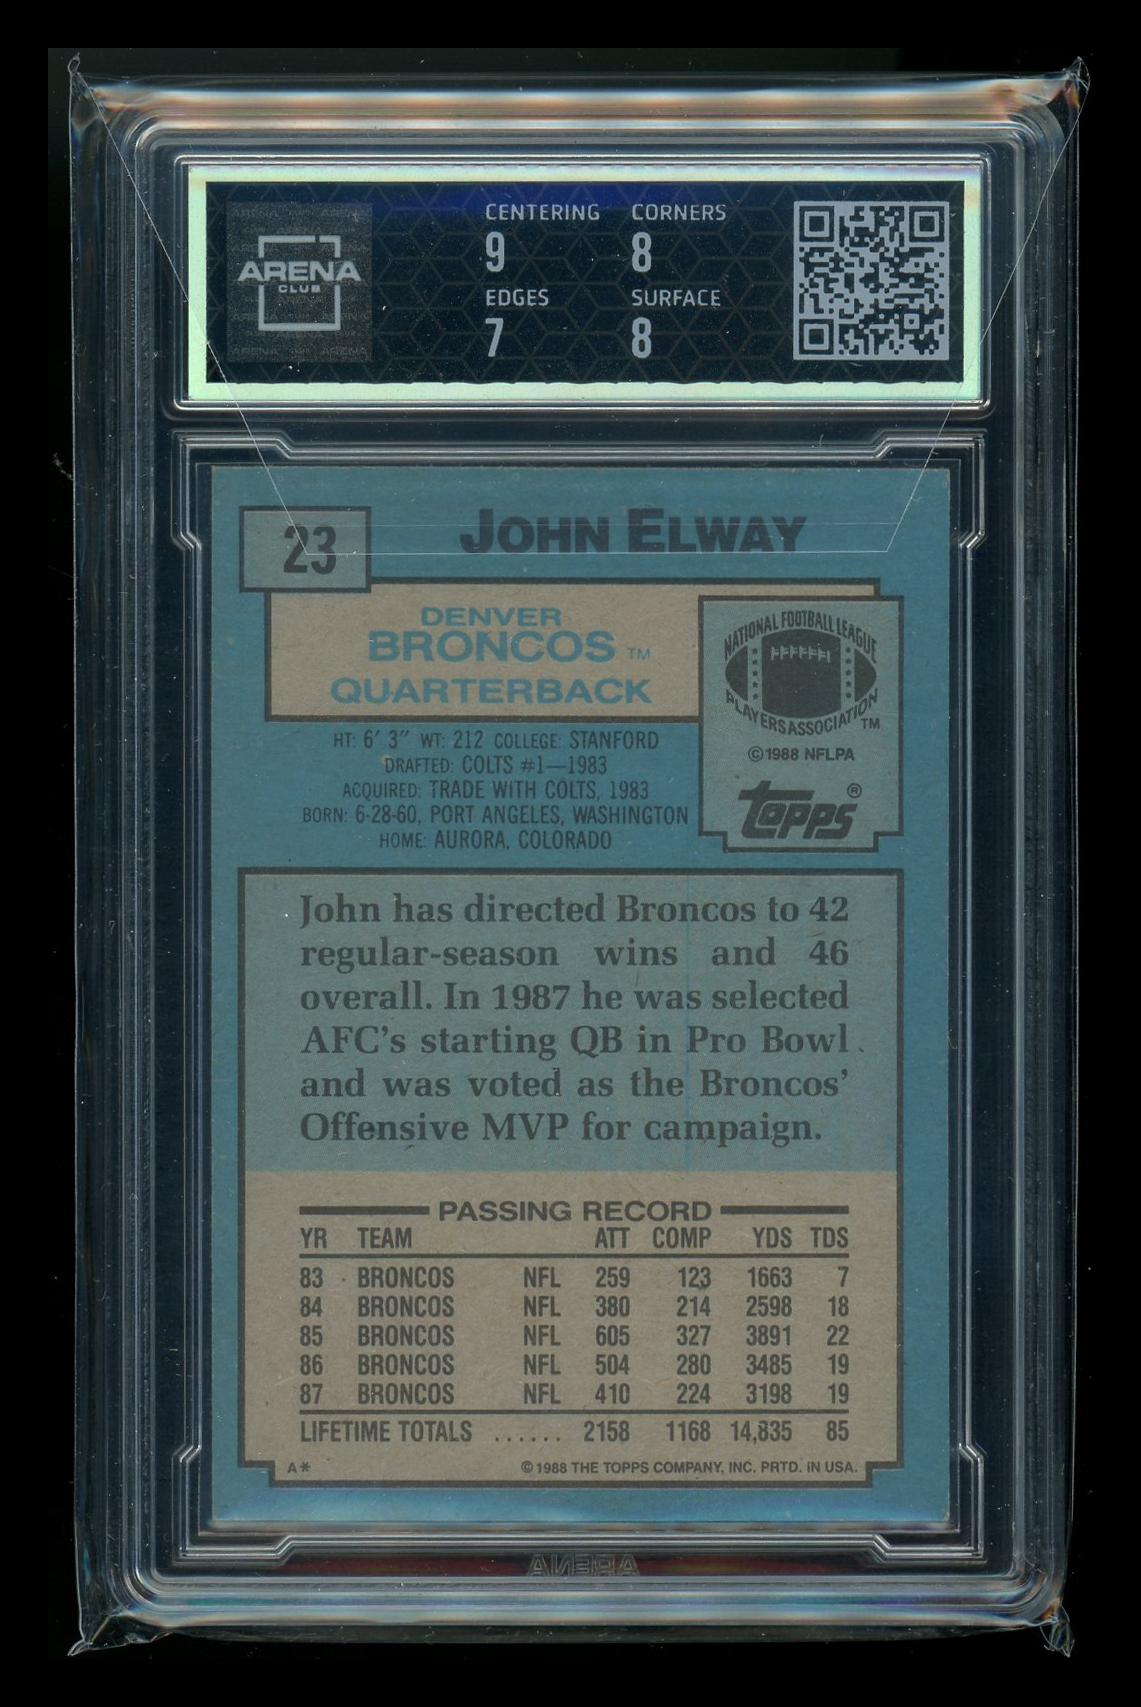 ARENA
CLUB
CENTERING CORNERS
9 8
EDGES SURFACE
7 8
23
JOHN ELWAY
DENVER
BRONCOS TM
QUARTERBACK
NATIONAL FOOTBALL LEAGUE
PLAYERS ASSOCIATION TM
© 1988 NFLPA
topps ®
HT: 6' 3" WT: 212 COLLEGE: STANFORD
DRAFTED: COLTS #1—1983
ACQUIRED: TRADE WITH COLTS, 1983
BORN: 6-28-60, PORT ANGELES, WASHINGTON
HOME: AURORA, COLORADO
John has directed Broncos to 42
regular-season wins and 46
overall. In 1987 he was selected
AFC's starting QB in Pro Bowl
and was voted as the Broncos'
Offensive MVP for campaign.
PASSING RECORD
YR TEAM ATT COMP YDS TDS
83 BRONCOS NFL 259 123 1663 7
84 BRONCOS NFL 380 214 2598 18
85 BRONCOS NFL 605 327 3891 22
86 BRONCOS NFL 504 280 3485 19
87 BRONCOS NFL 410 224 3198 19
LIFETIME TOTALS ...... 2158 1168 14,835 85
A* © 1988 THE TOPPS COMPANY, INC. PRTD. IN USA.
ARENA